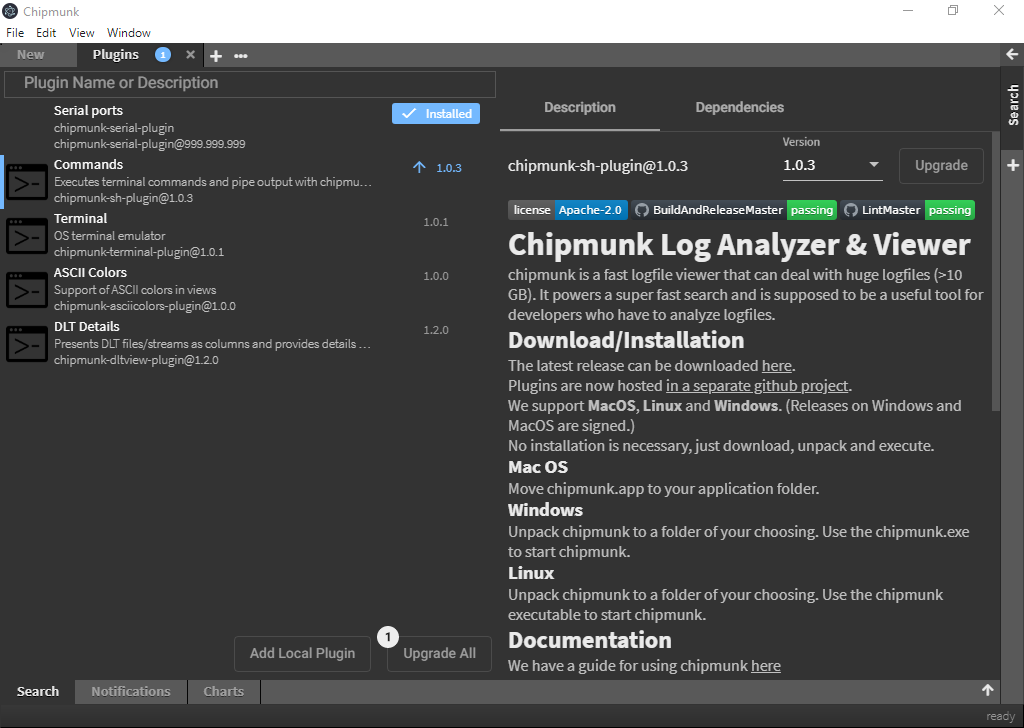 Chipmunk
File Edit View Window
New Plugins 1 × + •••
Plugin Name or Description
Serial ports
chipmunk-serial-plugin
chipmunk-serial-plugin@999.999.999
Installed
Commands
Executes terminal commands and pipe output with chipmu...
chipmunk-sh-plugin@1.0.3
1.0.3
Terminal
OS terminal emulator
chipmunk-terminal-plugin@1.0.1
1.0.1
ASCII Colors
Support of ASCII colors in views
chipmunk-asciicolors-plugin@1.0.0
1.0.0
DLT Details
Presents DLT files/streams as columns and provides details ...
chipmunk-dltview-plugin@1.2.0
1.2.0
Add Local Plugin
1
Upgrade All
Description Dependencies
Version
chipmunk-sh-plugin@1.0.3 1.0.3 Upgrade
license Apache-2.0 BuildAndReleaseMaster passing LintMaster passing
Chipmunk Log Analyzer & Viewer
chipmunk is a fast logfile viewer that can deal with huge logfiles (>10
GB). It powers a super fast search and is supposed to be a useful tool for
developers who have to analyze logfiles.
Download/Installation
The latest release can be downloaded here.
Plugins are now hosted in a separate github project.
We support MacOS, Linux and Windows. (Releases on Windows and
MacOS are signed.)
No installation is necessary, just download, unpack and execute.
Mac OS
Move chipmunk.app to your application folder.
Windows
Unpack chipmunk to a folder of your choosing. Use the chipmunk.exe
to start chipmunk.
Linux
Unpack chipmunk to a folder of your choosing. Use the chipmunk
executable to start chipmunk.
Documentation
We have a guide for using chipmunk here
Search
+
Search Notifications Charts
ready